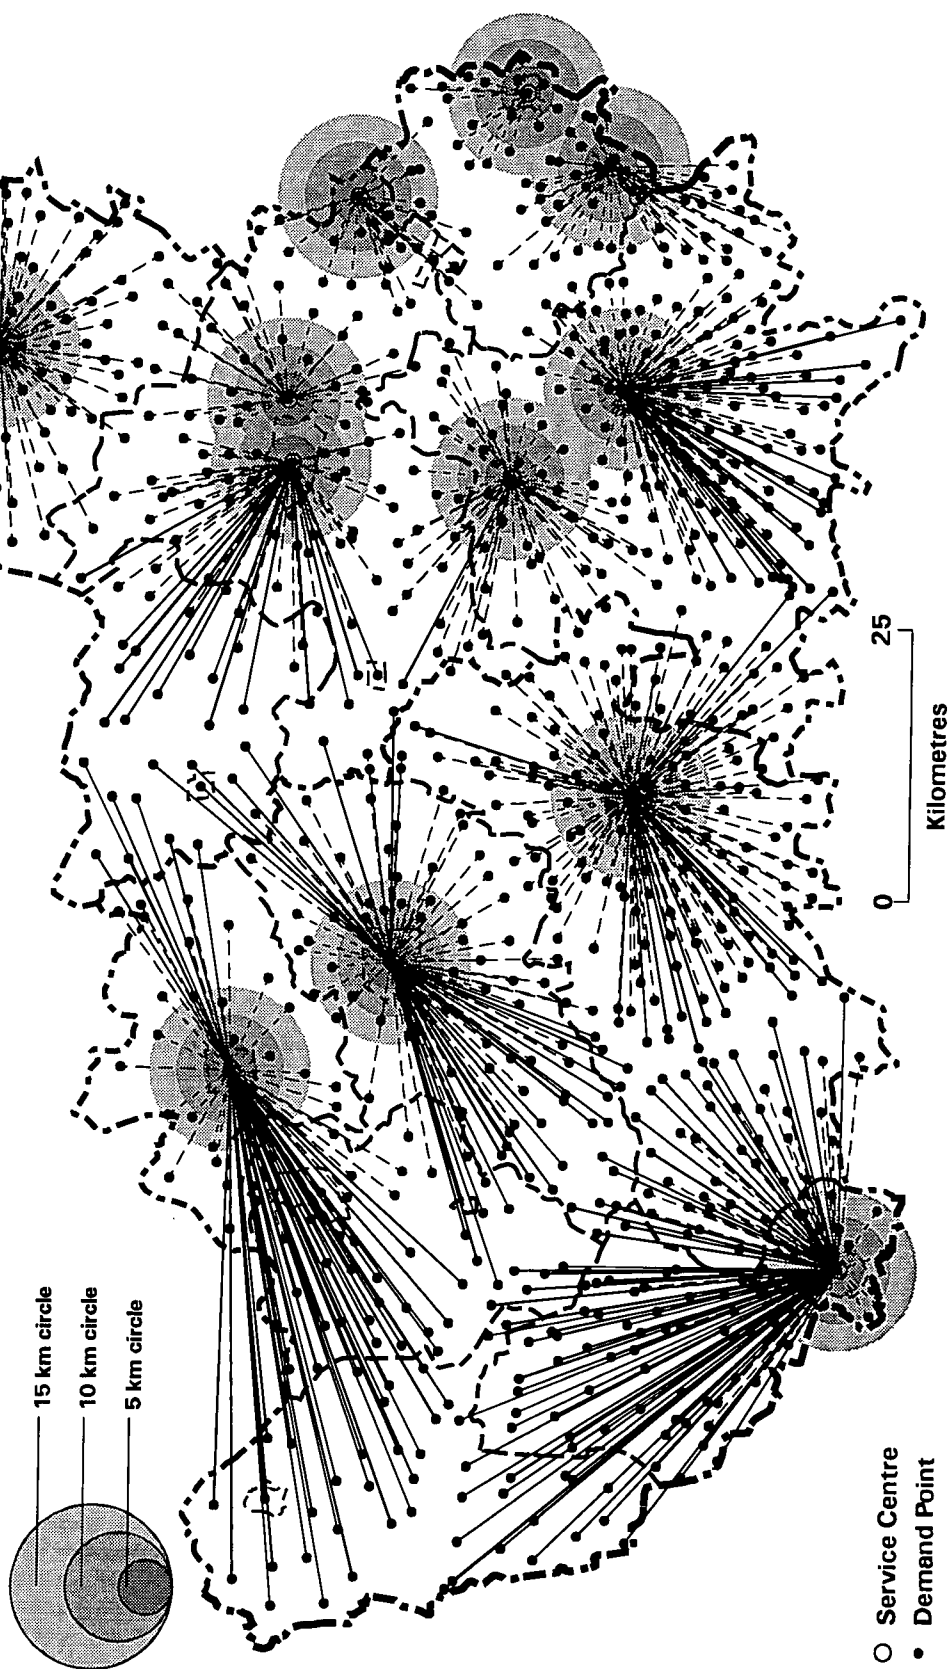 15 km circle
10 km circle
5 km circle
Service Centre
Demand Point
0
25
Kilometres